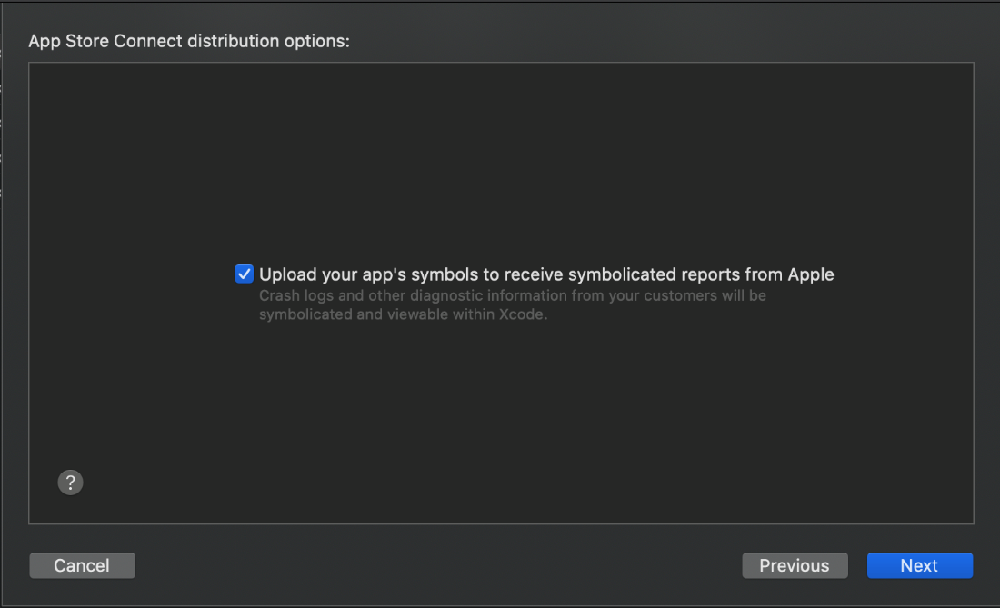 App Store Connect distribution options:
Upload your app's symbols to receive symbolicated reports from Apple
Crash logs and other diagnostic information from your customers will be
symbolicated and viewable within Xcode.
?
Cancel
Previous
Next